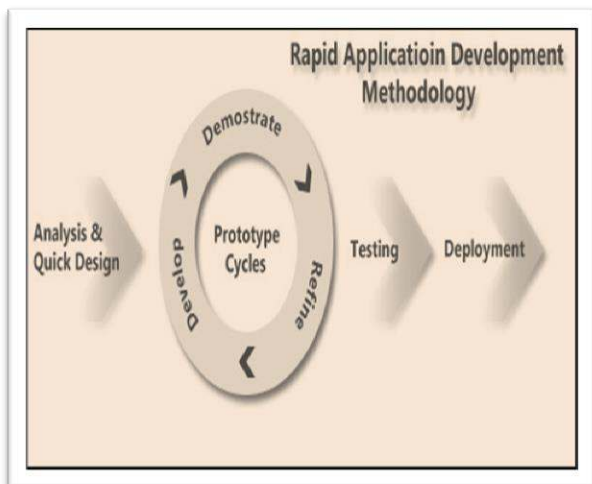 Rapid Applicatioin Development
Methodology
Analysis &
Quick Design
Demostrate
Refine
Develop
Prototype
Cycles
Testing
Deployment